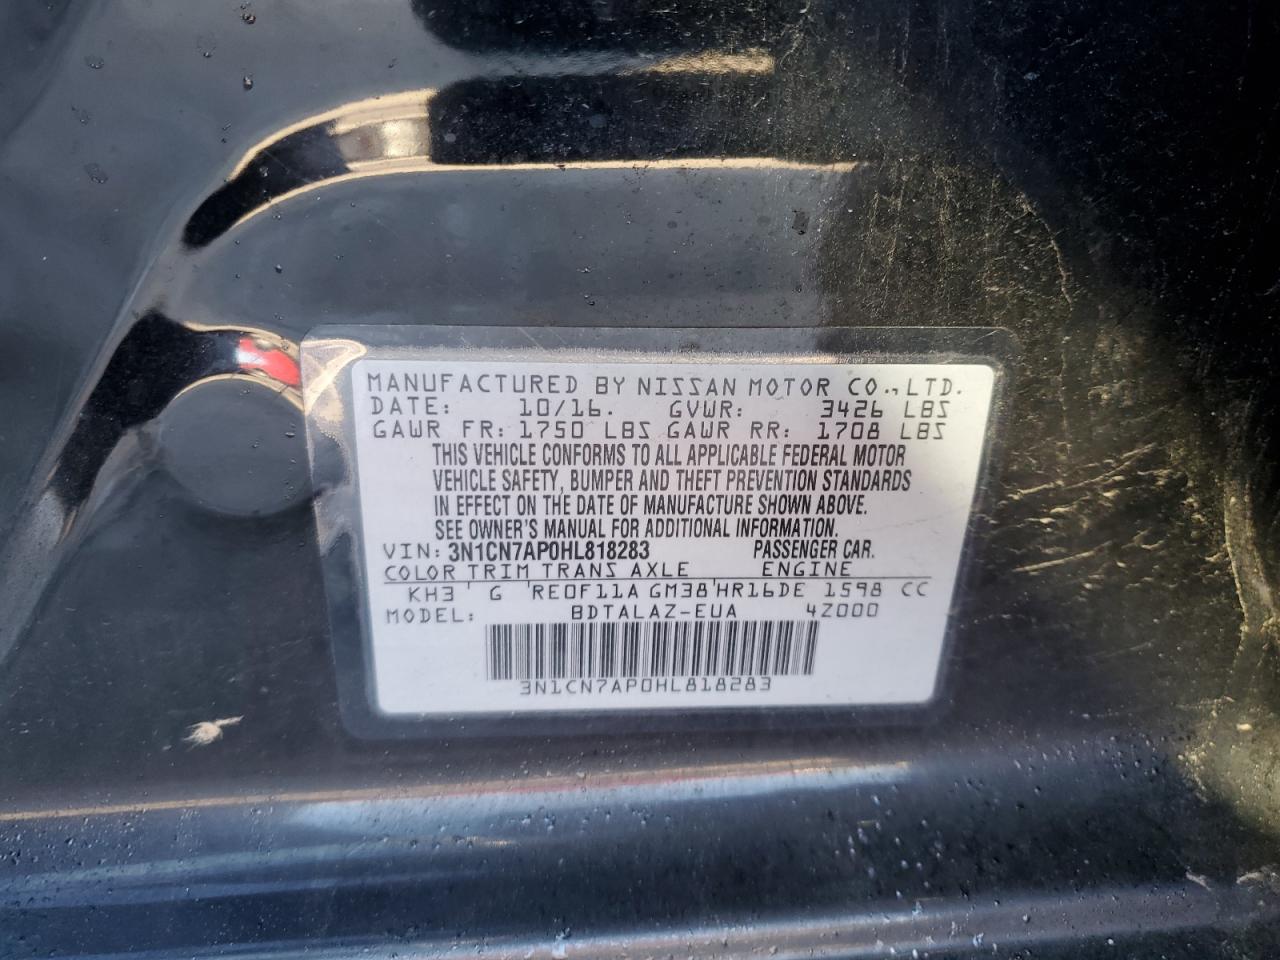 MANUFACTURED BY NISSAN MOTOR CO., LTD.
DATE: 10/16. GVWR: 3426 LBS
GAWR FR: 1750 LBS GAWR RR: 1708 LBS
THIS VEHICLE CONFORMS TO ALL APPLICABLE FEDERAL MOTOR
VEHICLE SAFETY, BUMPER AND THEFT PREVENTION STANDARDS
IN EFFECT ON THE DATE OF MANUFACTURE SHOWN ABOVE.
SEE OWNER'S MANUAL FOR ADDITIONAL INFORMATION.
VIN: 3N1CN7AP0HL818283 PASSENGER CAR.
COLOR TRIM TRANS AXLE ENGINE
KH3 G RE0F11A GM38 HR16DE 1598 CC
MODEL: BDTALAZ-EUA 4Z000
3N1CN7AP0HL818283